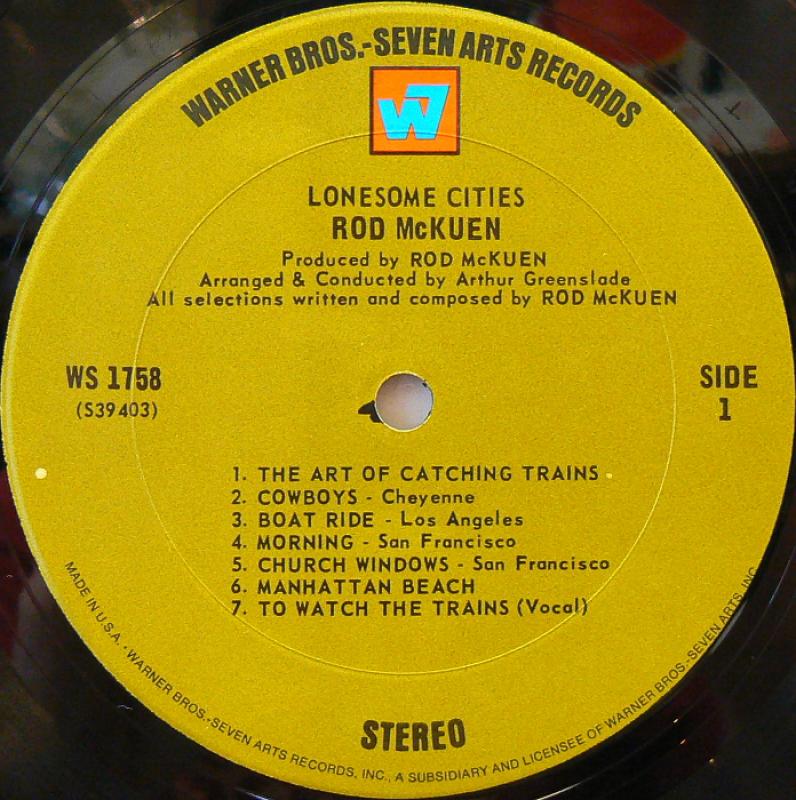 WARNER BROS.-SEVEN ARTS RECORDS
W7
LONESOME CITIES
ROD McKUEN
Produced by ROD McKUEN
Arranged & Conducted by Arthur Greenslade
All selections written and composed by ROD McKUEN
WS 1758
(S39403)
SIDE
1
1. THE ART OF CATCHING TRAINS
2. COWBOYS - Cheyenne
3. BOAT RIDE - Los Angeles
4. MORNING - San Francisco
5. CHURCH WINDOWS - San Francisco
6. MANHATTAN BEACH
7. TO WATCH THE TRAINS (Vocal)
STEREO
MADE IN U.S.A. · WARNER BROS.-SEVEN ARTS RECORDS, INC., A SUBSIDIARY AND LICENSEE OF WARNER BROS.-SEVEN ARTS, INC.